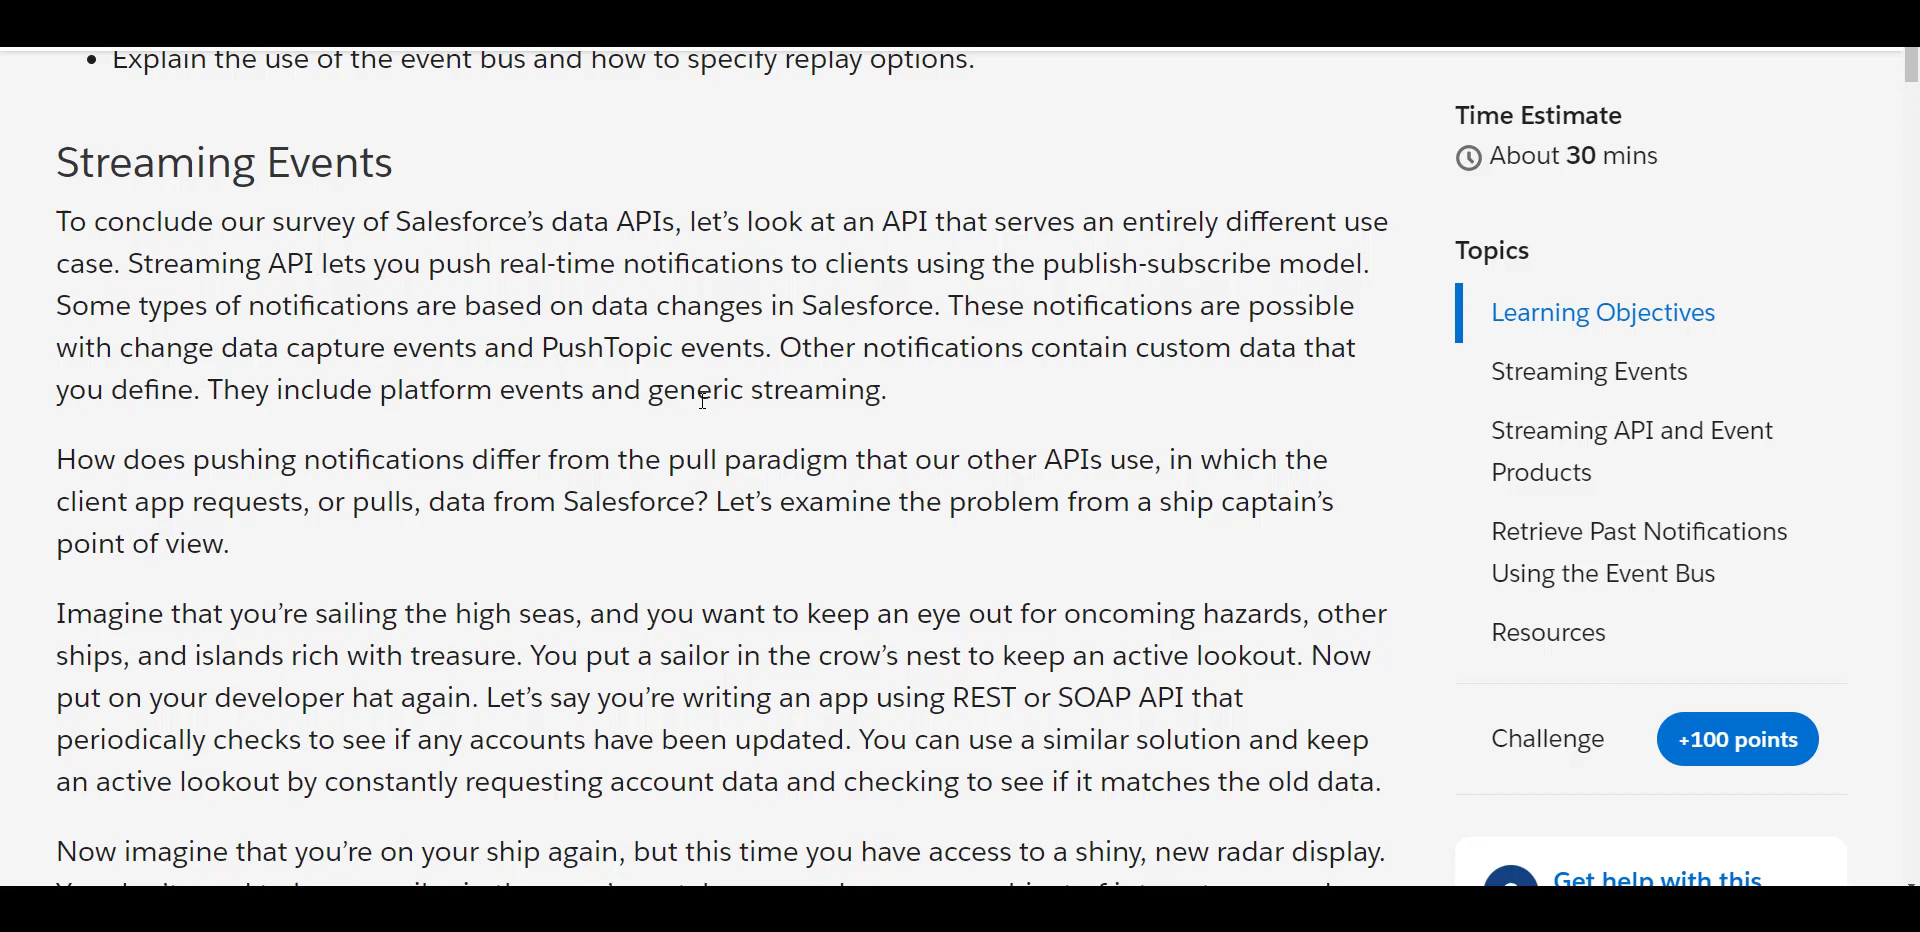 Explain the use of the event bus and how to specify replay options.
Streaming Events
To conclude our survey of Salesforce’s data APIs, let’s look at an API that serves an entirely different use
case. Streaming API lets you push real-time notifications to clients using the publish-subscribe model.
Some types of notifications are based on data changes in Salesforce. These notifications are possible
with change data capture events and PushTopic events. Other notifications contain custom data that
you define. They include platform events and generic streaming.
How does pushing notifications differ from the pull paradigm that our other APIs use, in which the
client app requests, or pulls, data from Salesforce? Let’s examine the problem from a ship captain’s
point of view.
Imagine that you’re sailing the high seas, and you want to keep an eye out for oncoming hazards, other
ships, and islands rich with treasure. You put a sailor in the crow’s nest to keep an active lookout. Now
put on your developer hat again. Let’s say you’re writing an app using REST or SOAP API that
periodically checks to see if any accounts have been updated. You can use a similar solution and keep
an active lookout by constantly requesting account data and checking to see if it matches the old data.
Now imagine that you’re on your ship again, but this time you have access to a shiny, new radar display.
Time Estimate
About 30 mins
Topics
Learning Objectives
Streaming Events
Streaming API and Event
Products
Retrieve Past Notifications
Using the Event Bus
Resources
Challenge
+100 points
Get help with this